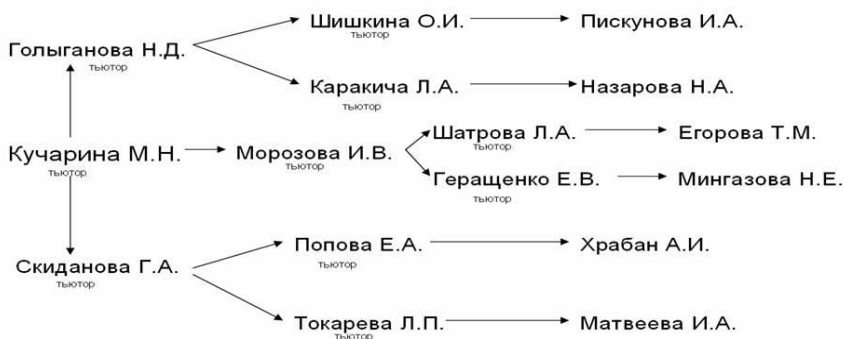 Шишкина О.И.
тьютор
Пискунова И.А.
Голыганова Н.Д.
тьютор
Каракича Л.А.
тьютор
Назарова Н.А.
Шатрова Л.А.
тьютор
Егорова Т.М.
Кучарина М.Н.
тьютор
Морозова И.В.
тьютор
Геращенко Е.В.
тьютор
Мингазова Н.Е.
Попова Е.А.
тьютор
Храбан А.И.
Скиданова Г.А.
тьютор
Токарева Л.П.
тьютор
Матвеева И.А.